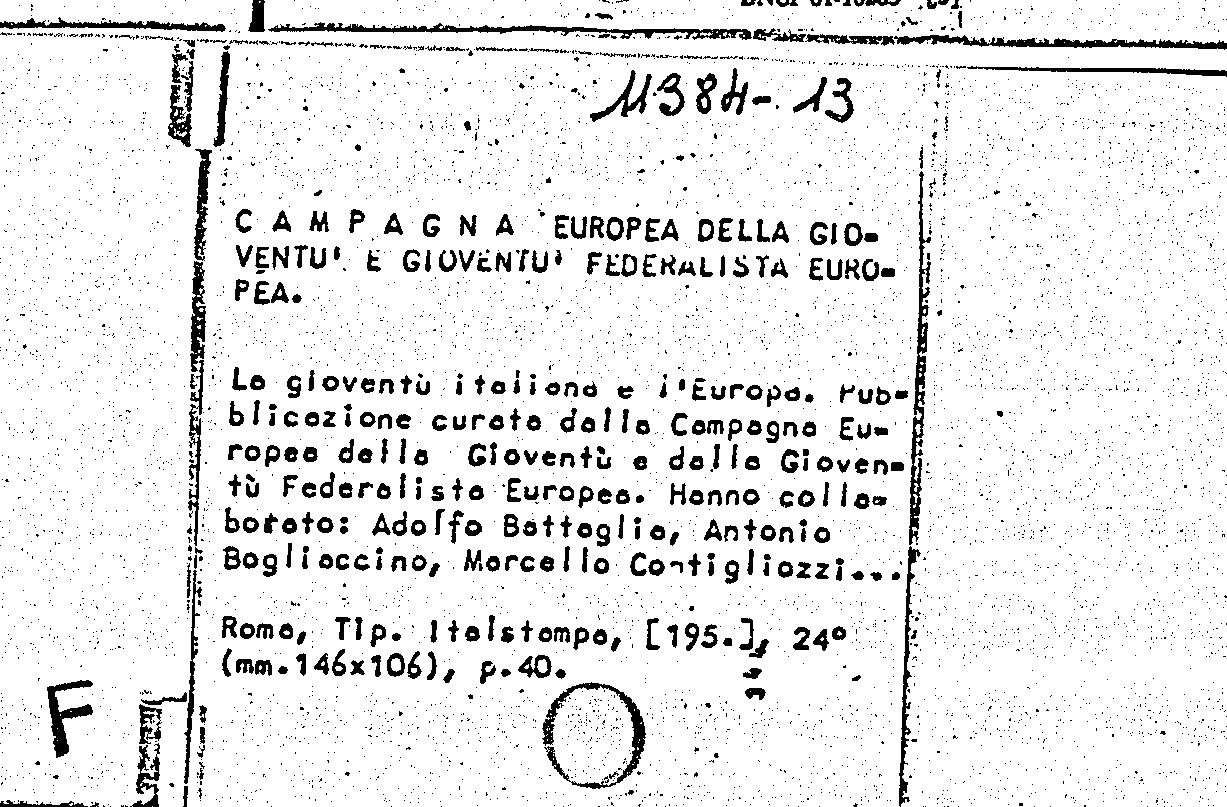 11384-13
C A M P A G N A EUROPEA DELLA GIO=
VENTU' E GIOVENTU' FEDERALISTA EURO=
PEA.
La gioventù italiana e l'Europa. Pub=
blicazione curata dalla Campagna Eu=
ropea della Gioventù e dalla Gioven=
tù Federalista Europea. Hanno colla=
borato: Adolfo Battaglia, Antonio
Bogliaccino, Marcello Contigliozzi...
Roma, Tip. Italstampa, [195.], 24°
(mm.146x106), p.40.
F